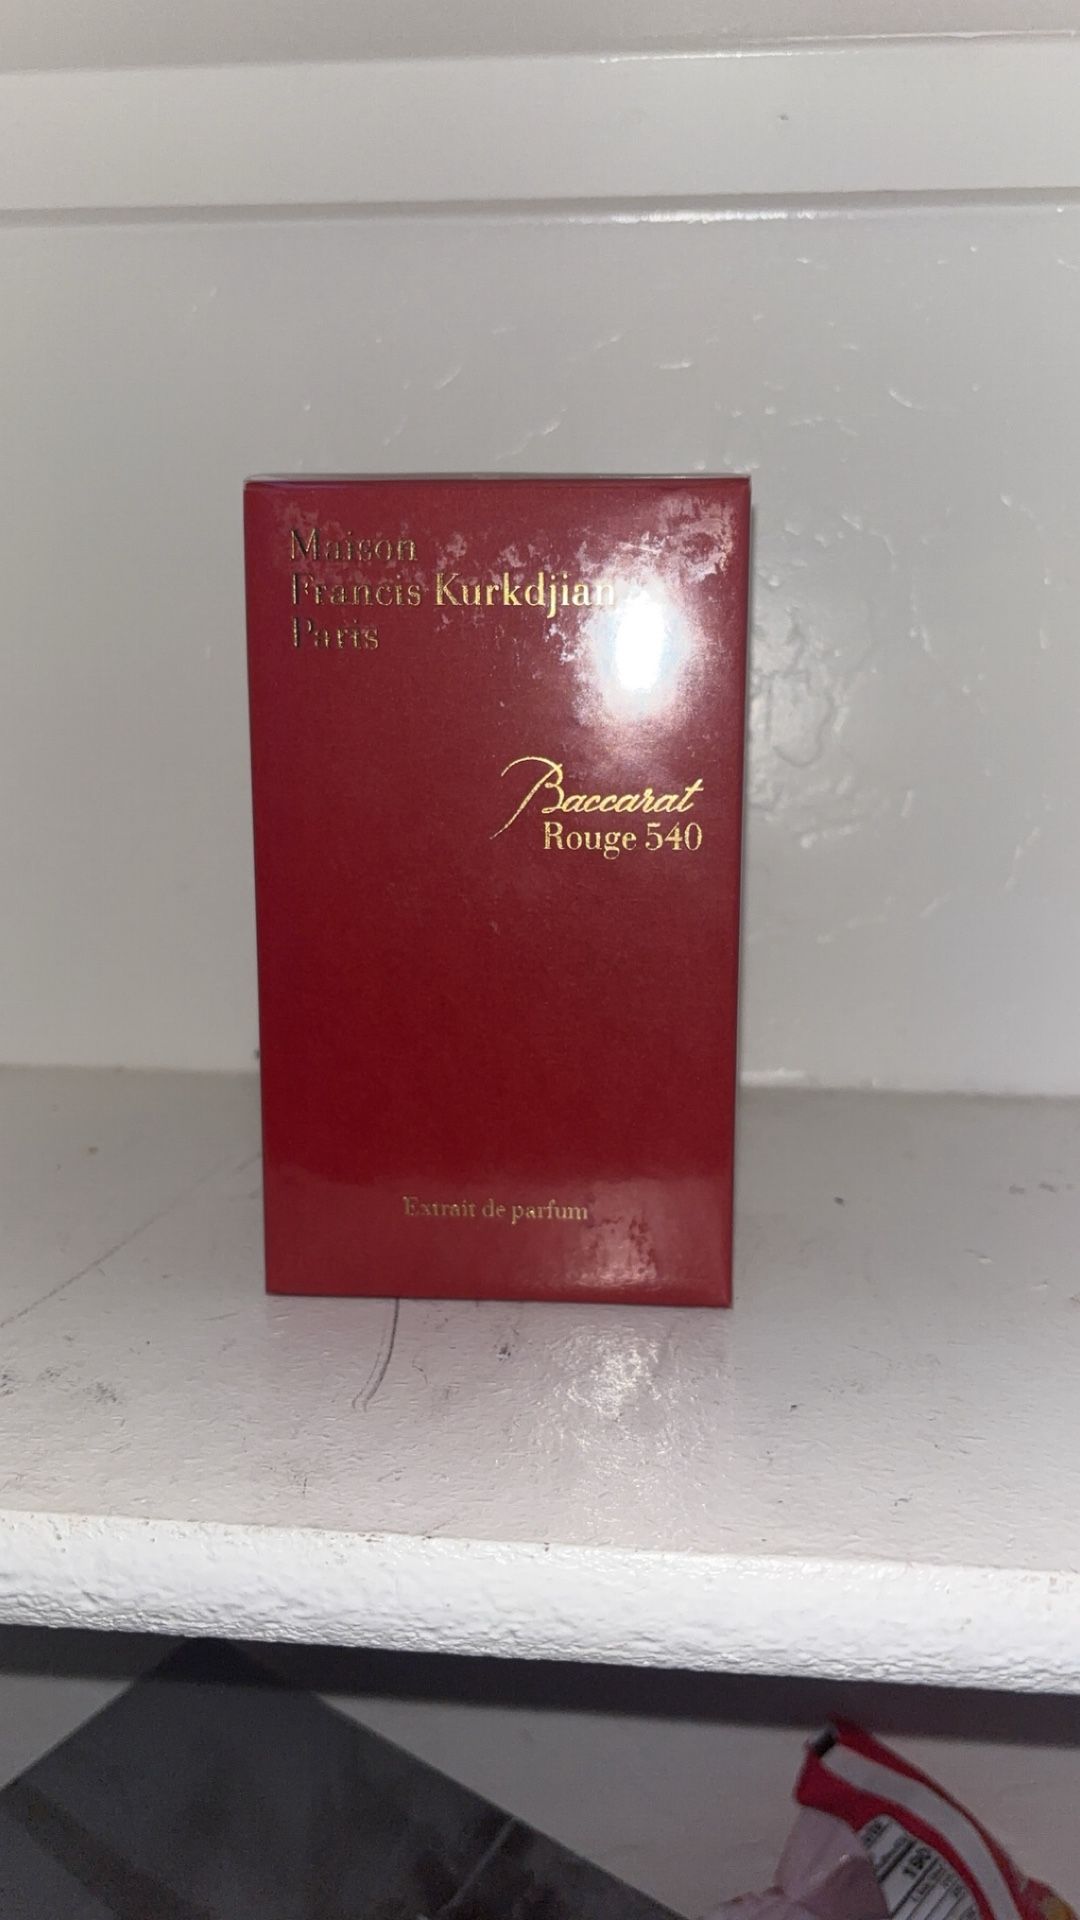 Maison
Francis Kurkdjian
Paris
Baccarat
Rouge 540
Extrait de parfum